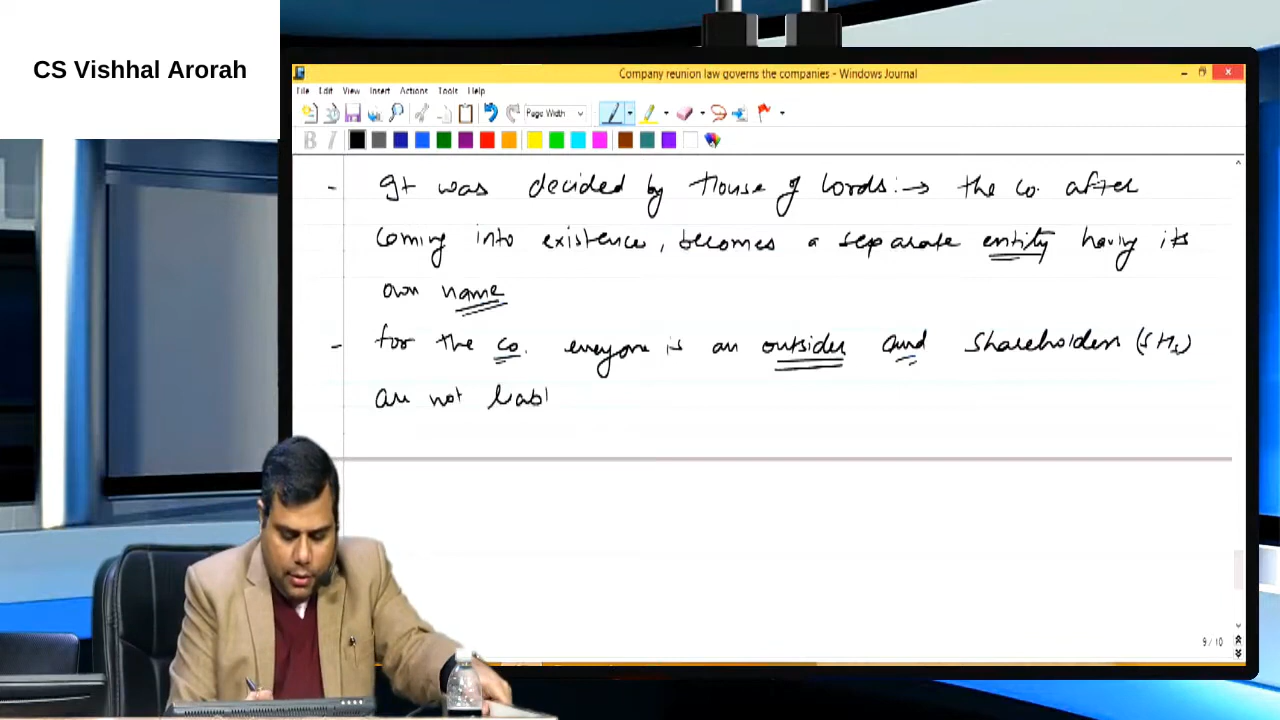 CS Vishhal Arorah
Company reunion law governs the companies - Windows Journal
File Edit View Insert Actions Tools Help
Page Width
B I
- It was decided by House of Lords:→ the co. after
coming into existence, becomes a separate entity having its
own name
- for the co. everyone is an outsider and shareholders (SHs)
are not liabl
9 / 10